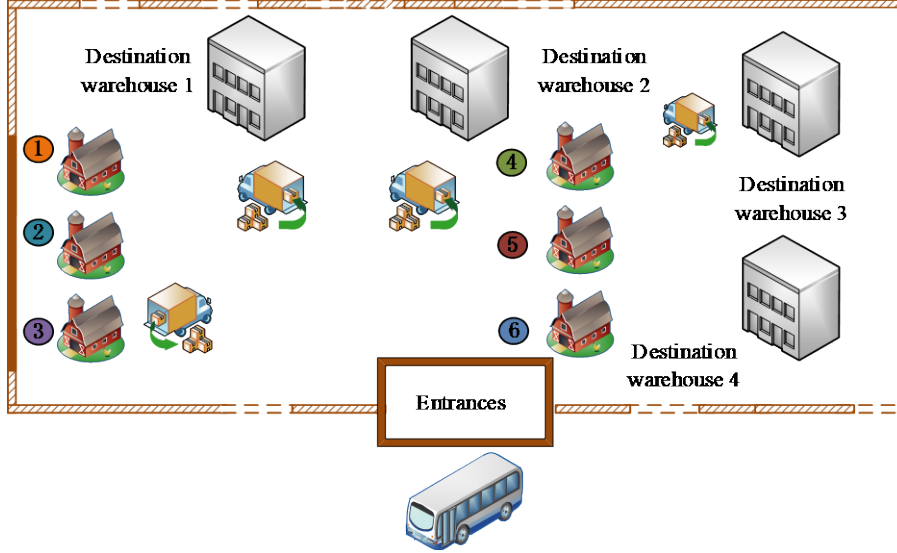 Destination
warehouse 1
Destination
warehouse 2
1
4
Destination
warehouse 3
2
5
3
6
Destination
warehouse 4
Entrances